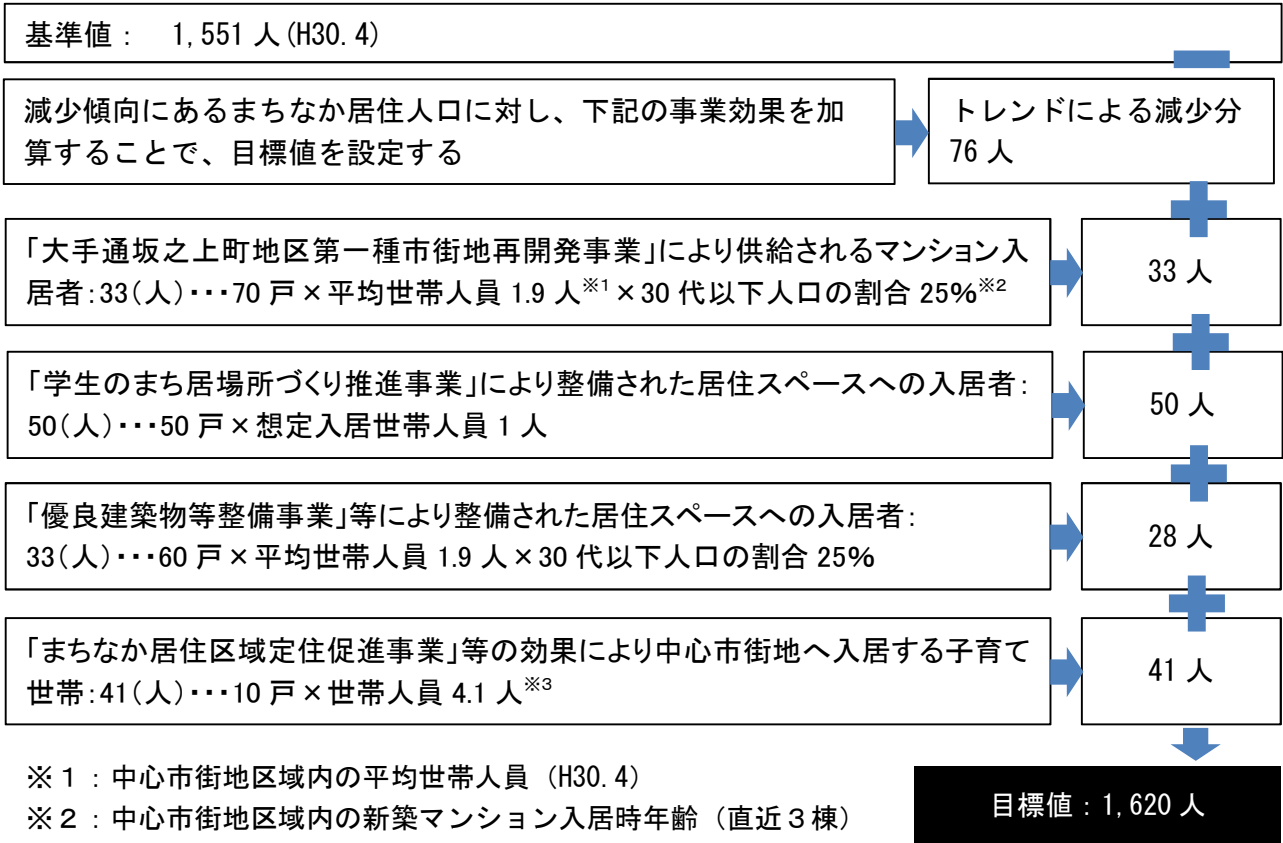 基準値： 1,551 人(H30.4)
減少傾向にあるまちなか居住人口に対し、下記の事業効果を加
算することで、目標値を設定する
トレンドによる減少分
76 人
「大手通坂之上町地区第一種市街地再開発事業」により供給されるマンション入
居者：33(人)・・・70 戸×平均世帯人員 1.9 人※1×30 代以下人口の割合 25%※2
33 人
「学生のまち居場所づくり推進事業」により整備された居住スペースへの入居者：
50(人)・・・50 戸×想定入居世帯人員 1 人
50 人
「優良建築物等整備事業」等により整備された居住スペースへの入居者：
33(人)・・・60 戸×平均世帯人員 1.9 人×30 代以下人口の割合 25%
28 人
「まちなか居住区域定住促進事業」等の効果により中心市街地へ入居する子育て
世帯：41(人)・・・10 戸×世帯人員 4.1 人※3
41 人
※１：中心市街地区域内の平均世帯人員（H30.4）
※２：中心市街地区域内の新築マンション入居時年齢（直近３棟）
目標値：1,620 人